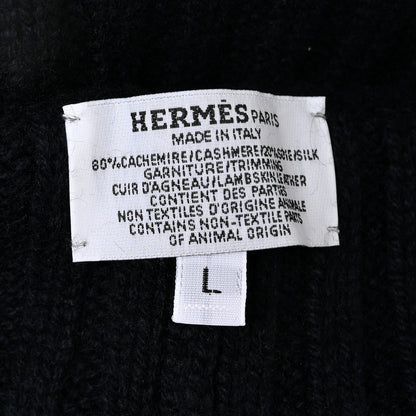 HERMÈS PARIS
MADE IN ITALY
80%CACHEMIRE/CASHMERE/20%SOIE/SILK
GARNITURE/TRIMMING
CUIR D'AGNEAU/LAMBSKIN LEATHER
CONTIENT DES PARTIES
NON TEXTILES D'ORIGINE ANIMALE
CONTAINS NON-TEXTILE PARTS
OF ANIMAL ORIGIN
L